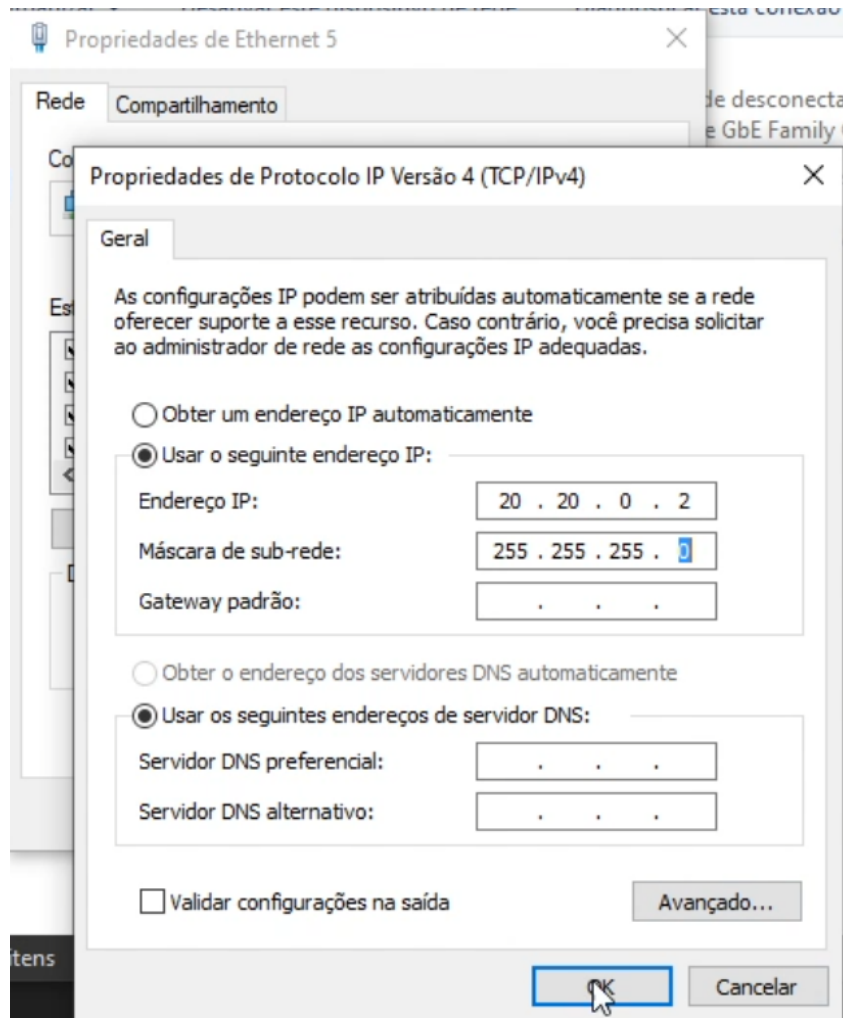 Propriedades de Ethernet 5
esta conexão
Rede
Compartilhamento
de desconecta
e GbE Family
Co
Propriedades de Protocolo IP Versão 4 (TCP/IPv4)
Geral
As configurações IP podem ser atribuídas automaticamente se a rede
oferecer suporte a esse recurso. Caso contrário, você precisa solicitar
ao administrador de rede as configurações IP adequadas.
Est
Obter um endereço IP automaticamente
Usar o seguinte endereço IP:
Endereço IP: 20 . 20 . 0 . 2
Máscara de sub-rede: 255 . 255 . 255 . 0
Gateway padrão: . . .
Obter o endereço dos servidores DNS automaticamente
Usar os seguintes endereços de servidor DNS:
Servidor DNS preferencial: . . .
Servidor DNS alternativo: . . .
Validar configurações na saída
Avançado...
itens
OK
Cancelar